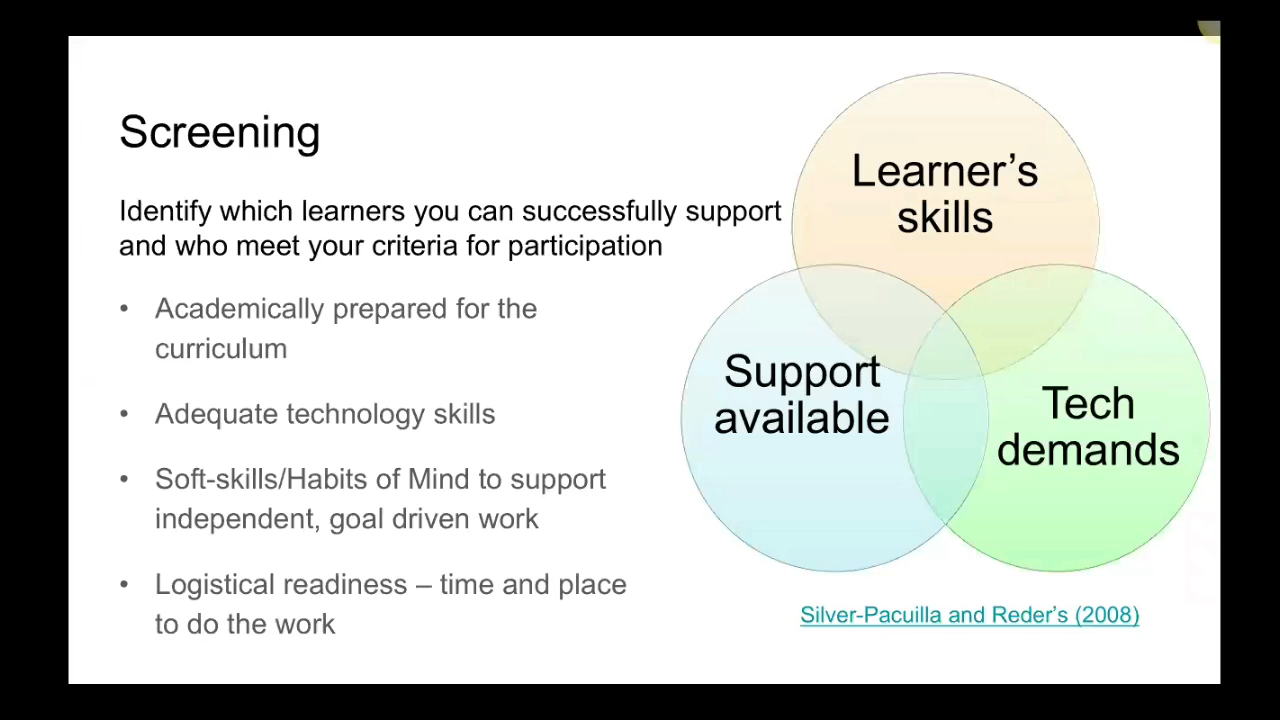 Screening
Identify which learners you can successfully support
and who meet your criteria for participation
• Academically prepared for the
curriculum
• Adequate technology skills
• Soft-skills/Habits of Mind to support
independent, goal driven work
• Logistical readiness – time and place
to do the work
Learner’s
skills
Support
available
Tech
demands
Silver-Pacuilla and Reder’s (2008)